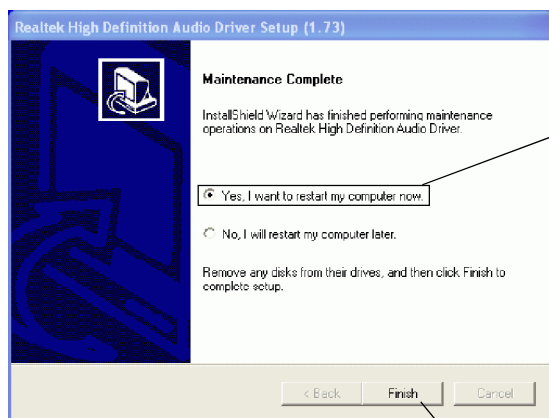 Realtek High Definition Audio Driver Setup (1.73)
Maintenance Complete
InstallShield Wizard has finished performing maintenance
operations on Realtek High Definition Audio Driver.
Yes, I want to restart my computer now.
No, I will restart my computer later.
Remove any disks from their drives, and then click Finish to
complete setup.
< Back Finish Cancel